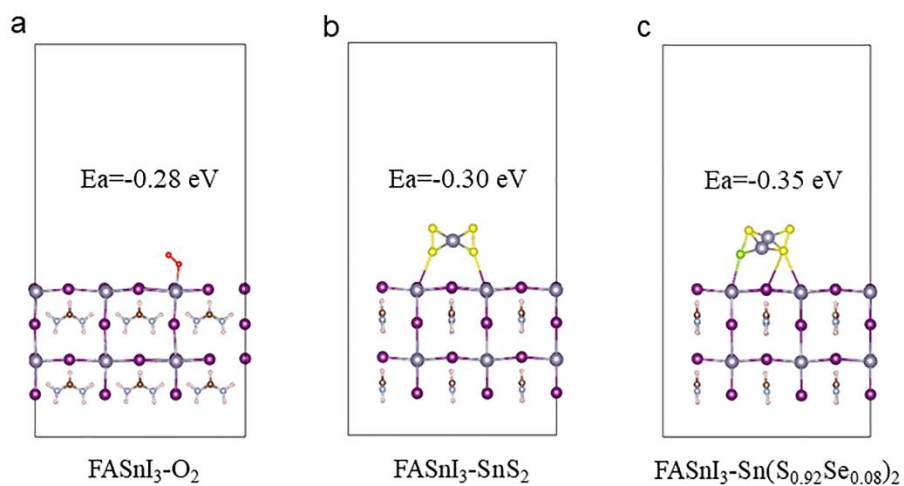 a
b
c
Ea=-0.28 eV
Ea=-0.30 eV
Ea=-0.35 eV
FASnI₃-O₂
FASnI₃-SnS₂
FASnI₃-Sn(S₀.₉₂Se₀.₀₈)₂